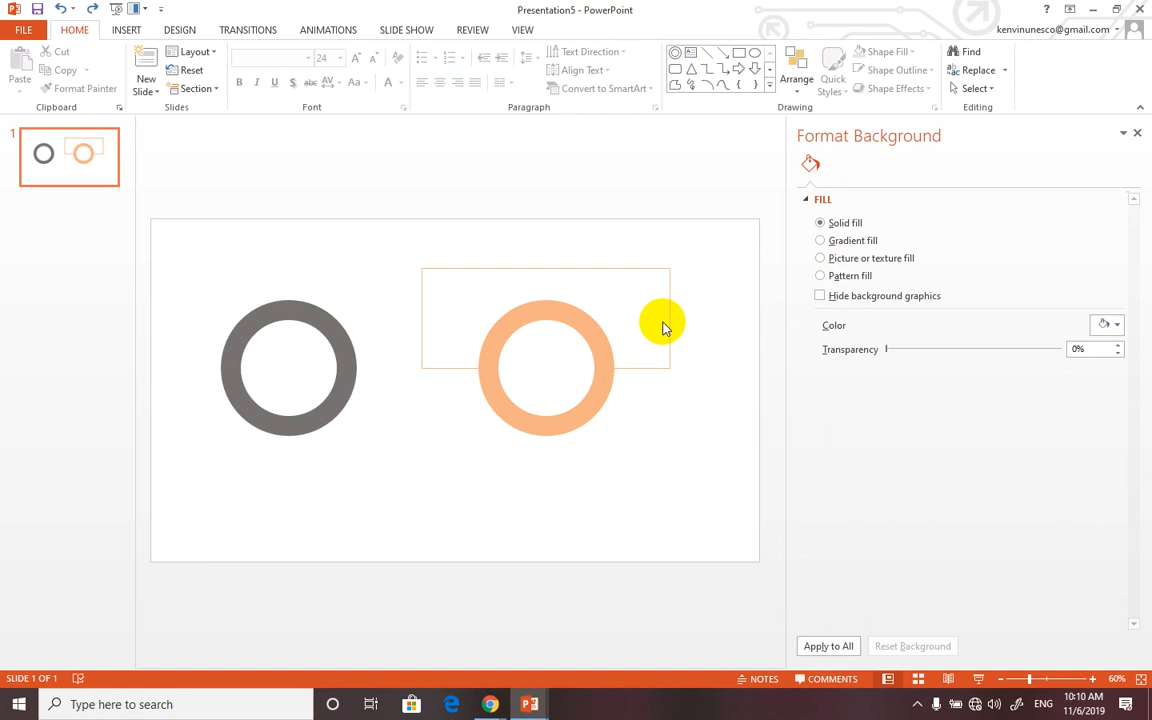 Presentation5 - PowerPoint
FILE HOME INSERT DESIGN TRANSITIONS ANIMATIONS SLIDE SHOW REVIEW VIEW kenvinunesco@gmail.com
Paste Cut Copy Format Painter Clipboard
New Slide Layout Reset Section Slides
24 B I U S abc AV Aa A Font
Text Direction Align Text Convert to SmartArt Paragraph
Arrange Quick Styles Shape Fill Shape Outline Shape Effects Drawing
Find Replace Select Editing
1
Format Background
FILL
Solid fill
Gradient fill
Picture or texture fill
Pattern fill
Hide background graphics
Color
Transparency 0%
Apply to All Reset Background
SLIDE 1 OF 1 NOTES COMMENTS 60%
Type here to search ENG 10:10 AM
11/6/2019